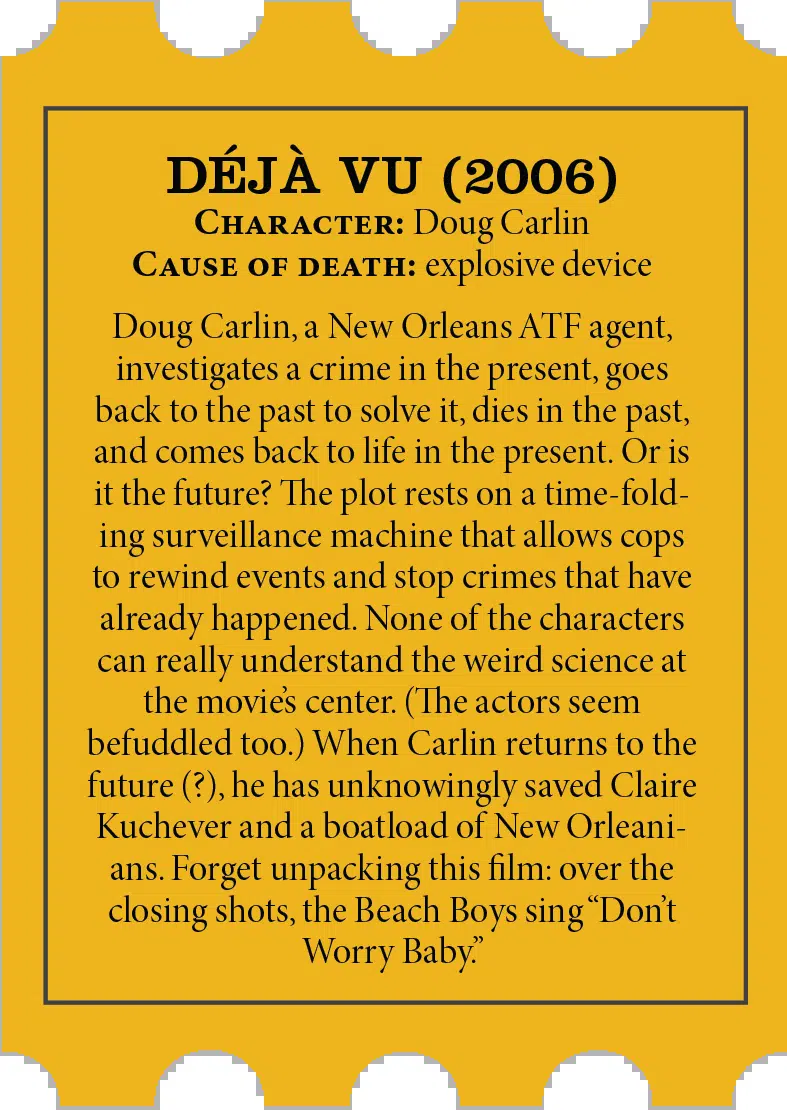 DÉJÀ VU (2006)
Character: Doug Carlin
Cause of death: explosive device
Doug Carlin, a New Orleans ATF agent,
investigates a crime in the present, goes
back to the past to solve it, dies in the past,
and comes back to life in the present. Or is
it the future? The plot rests on a time-fold-
ing surveillance machine that allows cops
to rewind events and stop crimes that have
already happened. None of the characters
can really understand the weird science at
the movie’s center. (The actors seem
befuddled too.) When Carlin returns to the
future (?), he has unknowingly saved Claire
Kuchever and a boatload of New Orleani-
ans. Forget unpacking this film: over the
closing shots, the Beach Boys sing “Don’t
Worry Baby.”